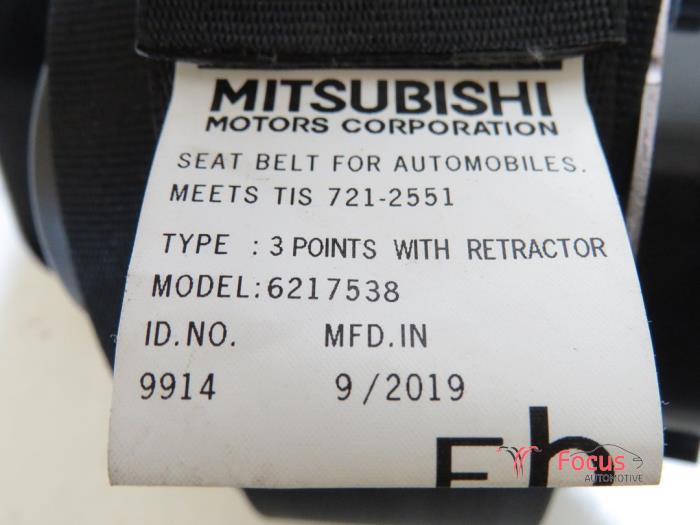 MITSUBISHI
MOTORS CORPORATION
SEAT BELT FOR AUTOMOBILES.
MEETS TIS 721-2551
TYPE : 3 POINTS WITH RETRACTOR
MODEL:6217538
ID.NO. MFD.IN
9914 9/2019
Eh
Focus
AUTOMOTIVE